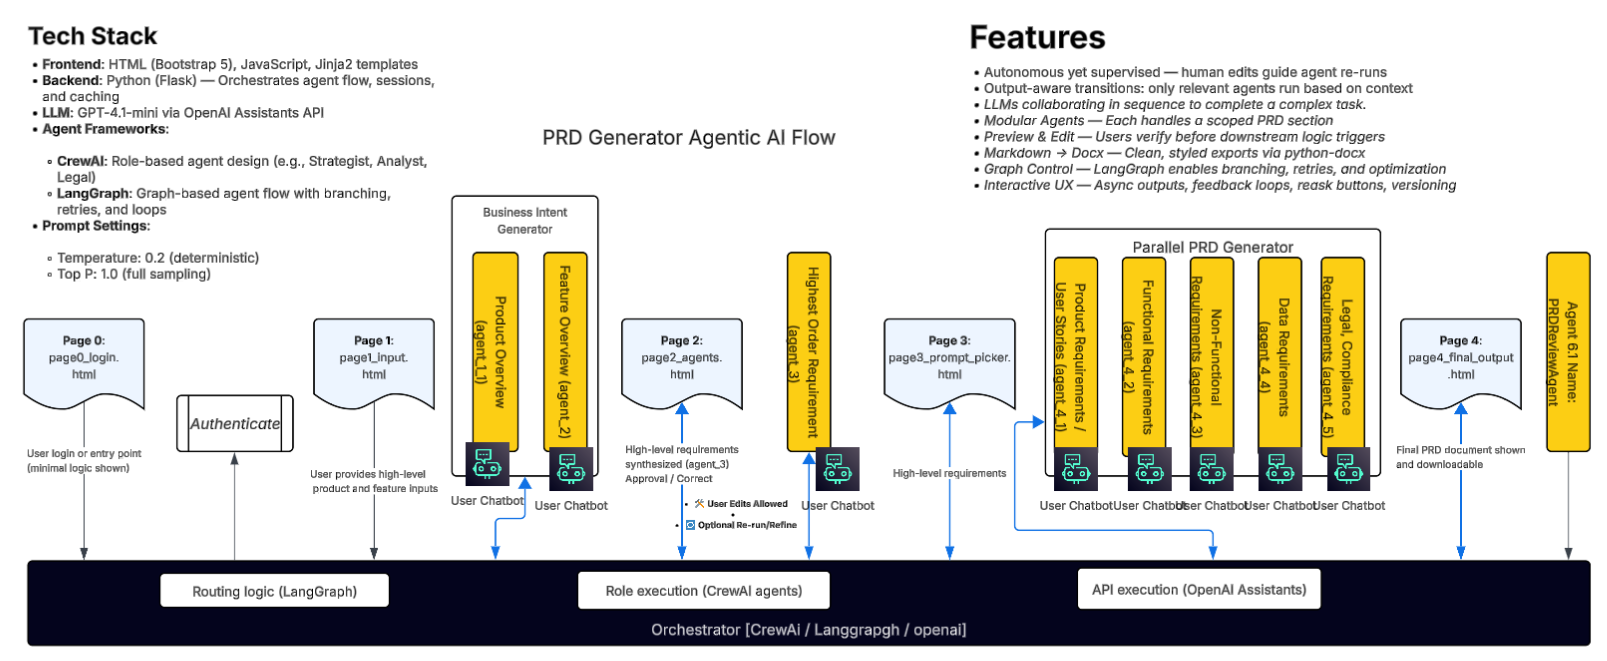 Tech Stack
• Frontend: HTML (Bootstrap 5), JavaScript, Jinja2 templates
• Backend: Python (Flask) — Orchestrates agent flow, sessions,
and caching
• LLM: GPT-4.1-mini via OpenAI Assistants API
• Agent Frameworks:
◦ CrewAI: Role-based agent design (e.g., Strategist, Analyst,
Legal)
◦ LangGraph: Graph-based agent flow with branching,
retries, and loops
• Prompt Settings:
◦ Temperature: 0.2 (deterministic)
◦ Top P: 1.0 (full sampling)
Features
• Autonomous yet supervised — human edits guide agent re-runs
• Output-aware transitions: only relevant agents run based on context
• LLMs collaborating in sequence to complete a complex task.
• Modular Agents — Each handles a scoped PRD section
• Preview & Edit — Users verify before downstream logic triggers
• Markdown → Docx — Clean, styled exports via python-docx
• Graph Control — LangGraph enables branching, retries, and optimization
• Interactive UX — Async outputs, feedback loops, reask buttons, versioning
PRD Generator Agentic AI Flow
Page 0:
page0_login.
html
User login or entry point
(minimal logic shown)
Authenticate
Page 1:
page1_input.
html
User provides high-level
product and feature inputs
Business Intent
Generator
Product Overview
(agent_1_1)
Feature Overview (agent_2)
User Chatbot
User Chatbot
Page 2:
page2_agents.
html
High-level requirements
synthesized (agent_3)
Approval / Correct
• 🛠 User Edits Allowed
•
• 🔄 Optional Re-run/Refine
Highest Order Requirement
(agent_3)
User Chatbot
Page 3:
page3_prompt_picker.
html
High-level requirements
Parallel PRD Generator
Product Requirements /
User Stories (agent_4_1)
Functional Requirements
(agent_4_2)
Non-Functional
Requirements (agent_4_3)
Data Requirements
(agent_4_4)
Legal, Compliance
Requirements (agent_4_5)
User Chatbot
User Chatbot
User Chatbot
User Chatbot
User Chatbot
Page 4:
page4_final_output
.html
Final PRD document shown
and downloadable
Agent 6.1 Name:
PRDReviewAgent
Routing logic (LangGraph)
Role execution (CrewAI agents)
API execution (OpenAI Assistants)
Orchestrator [CrewAi / Langgrapgh / openai]